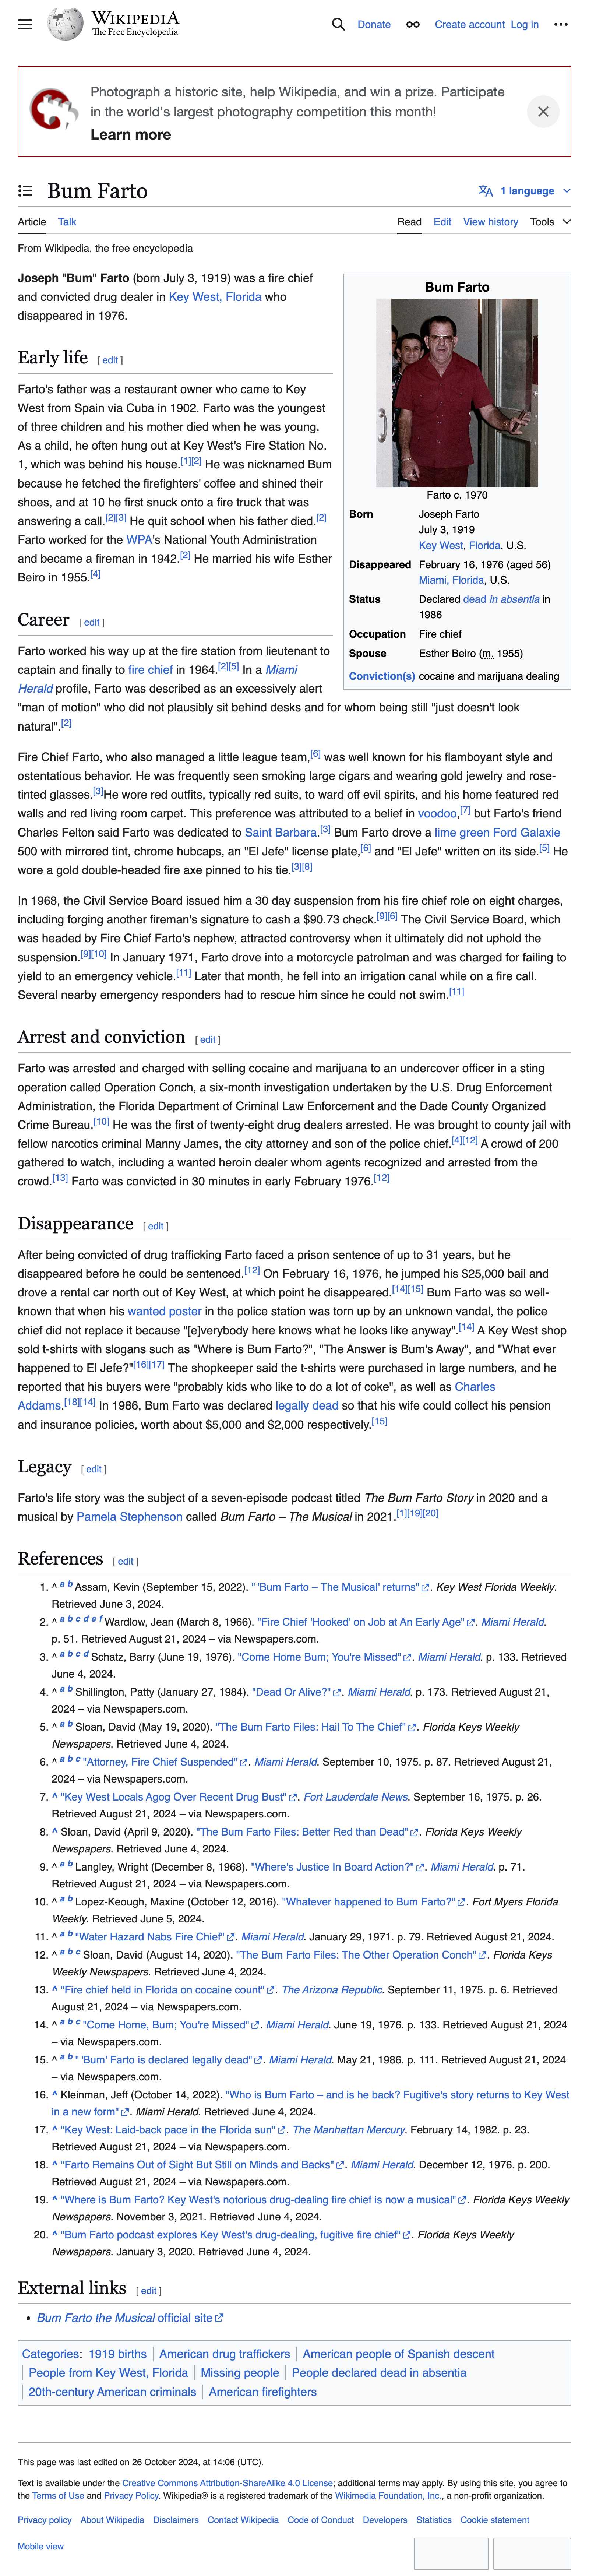 WIKIPEDIA
The Free Encyclopedia
Donate
Create account Log in
Photograph a historic site, help Wikipedia, and win a prize. Participate
in the world's largest photography competition this month!
Learn more
Bum Farto
1 language
Article Talk
Read Edit View history Tools
From Wikipedia, the free encyclopedia
Joseph "Bum" Farto (born July 3, 1919) was a fire chief
and convicted drug dealer in Key West, Florida who
disappeared in 1976.
Bum Farto
Farto c. 1970
Born Joseph Farto
July 3, 1919
Key West, Florida, U.S.
Disappeared February 16, 1976 (aged 56)
Miami, Florida, U.S.
Status Declared dead in absentia in
1986
Occupation Fire chief
Spouse Esther Beiro (m. 1955)
Conviction(s) cocaine and marijuana dealing
Early life [ edit ]
Farto's father was a restaurant owner who came to Key
West from Spain via Cuba in 1902. Farto was the youngest
of three children and his mother died when he was young.
As a child, he often hung out at Key West's Fire Station No.
1, which was behind his house.[1][2] He was nicknamed Bum
because he fetched the firefighters' coffee and shined their
shoes, and at 10 he first snuck onto a fire truck that was
answering a call.[2][3] He quit school when his father died.[2]
Farto worked for the WPA's National Youth Administration
and became a fireman in 1942.[2] He married his wife Esther
Beiro in 1955.[4]
Career [ edit ]
Farto worked his way up at the fire station from lieutenant to
captain and finally to fire chief in 1964.[2][5] In a Miami
Herald profile, Farto was described as an excessively alert
"man of motion" who did not plausibly sit behind desks and for whom being still "just doesn't look
natural".[2]
Fire Chief Farto, who also managed a little league team,[6] was well known for his flamboyant style and
ostentatious behavior. He was frequently seen smoking large cigars and wearing gold jewelry and rose-
tinted glasses.[3]He wore red outfits, typically red suits, to ward off evil spirits, and his home featured red
walls and red living room carpet. This preference was attributed to a belief in voodoo,[7] but Farto's friend
Charles Felton said Farto was dedicated to Saint Barbara.[3] Bum Farto drove a lime green Ford Galaxie
500 with mirrored tint, chrome hubcaps, an "El Jefe" license plate,[6] and "El Jefe" written on its side.[5] He
wore a gold double-headed fire axe pinned to his tie.[3][8]
In 1968, the Civil Service Board issued him a 30 day suspension from his fire chief role on eight charges,
including forging another fireman's signature to cash a $90.73 check.[9][6] The Civil Service Board, which
was headed by Fire Chief Farto's nephew, attracted controversy when it ultimately did not uphold the
suspension.[9][10] In January 1971, Farto drove into a motorcycle patrolman and was charged for failing to
yield to an emergency vehicle.[11] Later that month, he fell into an irrigation canal while on a fire call.
Several nearby emergency responders had to rescue him since he could not swim.[11]
Arrest and conviction [ edit ]
Farto was arrested and charged with selling cocaine and marijuana to an undercover officer in a sting
operation called Operation Conch, a six-month investigation undertaken by the U.S. Drug Enforcement
Administration, the Florida Department of Criminal Law Enforcement and the Dade County Organized
Crime Bureau.[10] He was the first of twenty-eight drug dealers arrested. He was brought to county jail with
fellow narcotics criminal Manny James, the city attorney and son of the police chief.[4][12] A crowd of 200
gathered to watch, including a wanted heroin dealer whom agents recognized and arrested from the
crowd.[13] Farto was convicted in 30 minutes in early February 1976.[12]
Disappearance [ edit ]
After being convicted of drug trafficking Farto faced a prison sentence of up to 31 years, but he
disappeared before he could be sentenced.[12] On February 16, 1976, he jumped his $25,000 bail and
drove a rental car north out of Key West, at which point he disappeared.[14][15] Bum Farto was so well-
known that when his wanted poster in the police station was torn up by an unknown vandal, the police
chief did not replace it because "[e]verybody here knows what he looks like anyway".[14] A Key West shop
sold t-shirts with slogans such as "Where is Bum Farto?", "The Answer is Bum's Away", and "What ever
happened to El Jefe?"[16][17] The shopkeeper said the t-shirts were purchased in large numbers, and he
reported that his buyers were "probably kids who like to do a lot of coke", as well as Charles
Addams.[18][14] In 1986, Bum Farto was declared legally dead so that his wife could collect his pension
and insurance policies, worth about $5,000 and $2,000 respectively.[15]
Legacy [ edit ]
Farto's life story was the subject of a seven-episode podcast titled The Bum Farto Story in 2020 and a
musical by Pamela Stephenson called Bum Farto – The Musical in 2021.[1][19][20]
References [ edit ]
1. ^ a b Assam, Kevin (September 15, 2022). " 'Bum Farto – The Musical' returns". Key West Florida Weekly.
Retrieved June 3, 2024.
2. ^ a b c d e f Wardlow, Jean (March 8, 1966). "Fire Chief 'Hooked' on Job at An Early Age". Miami Herald.
p. 51. Retrieved August 21, 2024 – via Newspapers.com.
3. ^ a b c d Schatz, Barry (June 19, 1976). "Come Home Bum; You're Missed". Miami Herald. p. 133. Retrieved
June 4, 2024.
4. ^ a b Shillington, Patty (January 27, 1984). "Dead Or Alive?". Miami Herald. p. 173. Retrieved August 21,
2024 – via Newspapers.com.
5. ^ a b Sloan, David (May 19, 2020). "The Bum Farto Files: Hail To The Chief". Florida Keys Weekly
Newspapers. Retrieved June 4, 2024.
6. ^ a b c "Attorney, Fire Chief Suspended". Miami Herald. September 10, 1975. p. 87. Retrieved August 21,
2024 – via Newspapers.com.
7. ^ "Key West Locals Agog Over Recent Drug Bust". Fort Lauderdale News. September 16, 1975. p. 26.
Retrieved August 21, 2024 – via Newspapers.com.
8. ^ Sloan, David (April 9, 2020). "The Bum Farto Files: Better Red than Dead". Florida Keys Weekly
Newspapers. Retrieved June 4, 2024.
9. ^ a b Langley, Wright (December 8, 1968). "Where's Justice In Board Action?". Miami Herald. p. 71.
Retrieved August 21, 2024 – via Newspapers.com.
10. ^ a b Lopez-Keough, Maxine (October 12, 2016). "Whatever happened to Bum Farto?". Fort Myers Florida
Weekly. Retrieved June 5, 2024.
11. ^ a b "Water Hazard Nabs Fire Chief". Miami Herald. January 29, 1971. p. 79. Retrieved August 21, 2024.
12. ^ a b c Sloan, David (August 14, 2020). "The Bum Farto Files: The Other Operation Conch". Florida Keys
Weekly Newspapers. Retrieved June 4, 2024.
13. ^ "Fire chief held in Florida on cocaine count". The Arizona Republic. September 11, 1975. p. 6. Retrieved
August 21, 2024 – via Newspapers.com.
14. ^ a b c "Come Home, Bum; You're Missed". Miami Herald. June 19, 1976. p. 133. Retrieved August 21, 2024
– via Newspapers.com.
15. ^ a b " 'Bum' Farto is declared legally dead". Miami Herald. May 21, 1986. p. 111. Retrieved August 21, 2024
– via Newspapers.com.
16. ^ Kleinman, Jeff (October 14, 2022). "Who is Bum Farto – and is he back? Fugitive's story returns to Key West
in a new form". Miami Herald. Retrieved June 4, 2024.
17. ^ "Key West: Laid-back pace in the Florida sun". The Manhattan Mercury. February 14, 1982. p. 23.
Retrieved August 21, 2024 – via Newspapers.com.
18. ^ "Farto Remains Out of Sight But Still on Minds and Backs". Miami Herald. December 12, 1976. p. 200.
Retrieved August 21, 2024 – via Newspapers.com.
19. ^ "Where is Bum Farto? Key West's notorious drug-dealing fire chief is now a musical". Florida Keys Weekly
Newspapers. November 3, 2021. Retrieved June 4, 2024.
20. ^ "Bum Farto podcast explores Key West's drug-dealing, fugitive fire chief". Florida Keys Weekly
Newspapers. January 3, 2020. Retrieved June 4, 2024.
External links [ edit ]
• Bum Farto the Musical official site
Categories: 1919 births | American drug traffickers | American people of Spanish descent
| People from Key West, Florida | Missing people | People declared dead in absentia
| 20th-century American criminals | American firefighters
This page was last edited on 26 October 2024, at 14:06 (UTC).
Text is available under the Creative Commons Attribution-ShareAlike 4.0 License; additional terms may apply. By using this site, you agree to
the Terms of Use and Privacy Policy. Wikipedia® is a registered trademark of the Wikimedia Foundation, Inc., a non-profit organization.
Privacy policy About Wikipedia Disclaimers Contact Wikipedia Code of Conduct Developers Statistics Cookie statement
Mobile view